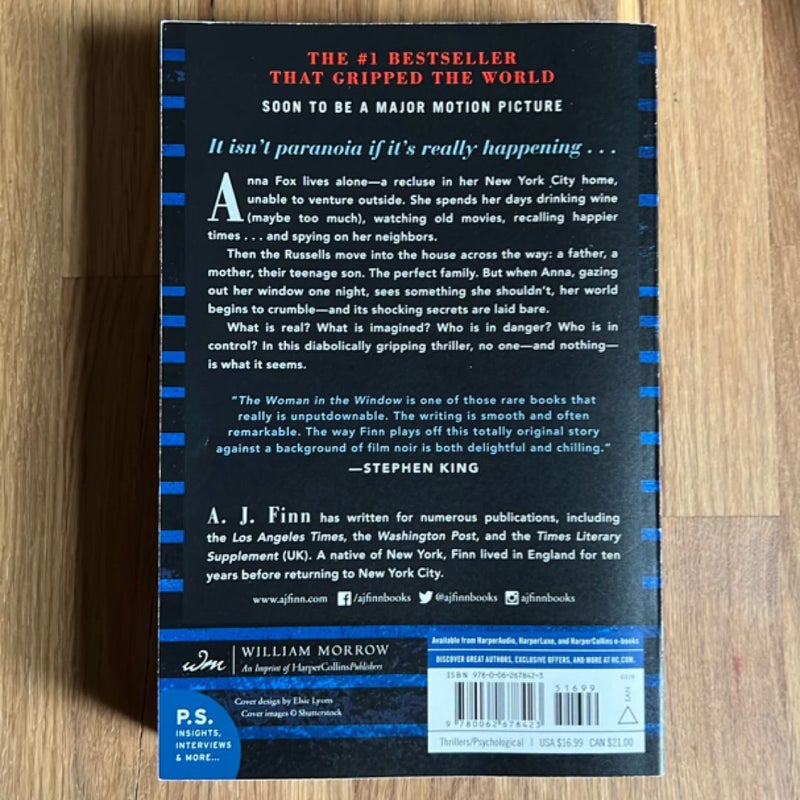 THE #1 BESTSELLER
THAT GRIPPED THE WORLD
SOON TO BE A MAJOR MOTION PICTURE
It isn't paranoia if it's really happening . . .
Anna Fox lives alone—a recluse in her New York City home,
unable to venture outside. She spends her days drinking wine
(maybe too much), watching old movies, recalling happier
times . . . and spying on her neighbors.
Then the Russells move into the house across the way: a father, a
mother, their teenage son. The perfect family. But when Anna, gazing
out her window one night, sees something she shouldn't, her world
begins to crumble—and its shocking secrets are laid bare.
What is real? What is imagined? Who is in danger? Who is in
control? In this diabolically gripping thriller, no one—and nothing—
is what it seems.
"The Woman in the Window is one of those rare books that
really is unputdownable. The writing is smooth and often
remarkable. The way Finn plays off this totally original story
against a background of film noir is both delightful and chilling."
—STEPHEN KING
A. J. Finn has written for numerous publications, including
the Los Angeles Times, the Washington Post, and the Times Literary
Supplement (UK). A native of New York, Finn lived in England for ten
years before returning to New York City.
www.ajfinn.com f/ajfinnbooks @ajfinnbooks ajfinnbooks
wm WILLIAM MORROW
An Imprint of HarperCollinsPublishers
Cover design by Elsie Lyons
Cover images © Shutterstock
P.S.
INSIGHTS,
INTERVIEWS
& MORE...
Available from HarperAudio, HarperLuxe, and HarperCollins e-books
DISCOVER GREAT AUTHORS, EXCLUSIVE OFFERS, AND MORE AT HC.COM.
ISBN 978-0-06-267842-3
51699
EAN
9 780062 678423
Thrillers/Psychological | USA $16.99 CAN $21.00